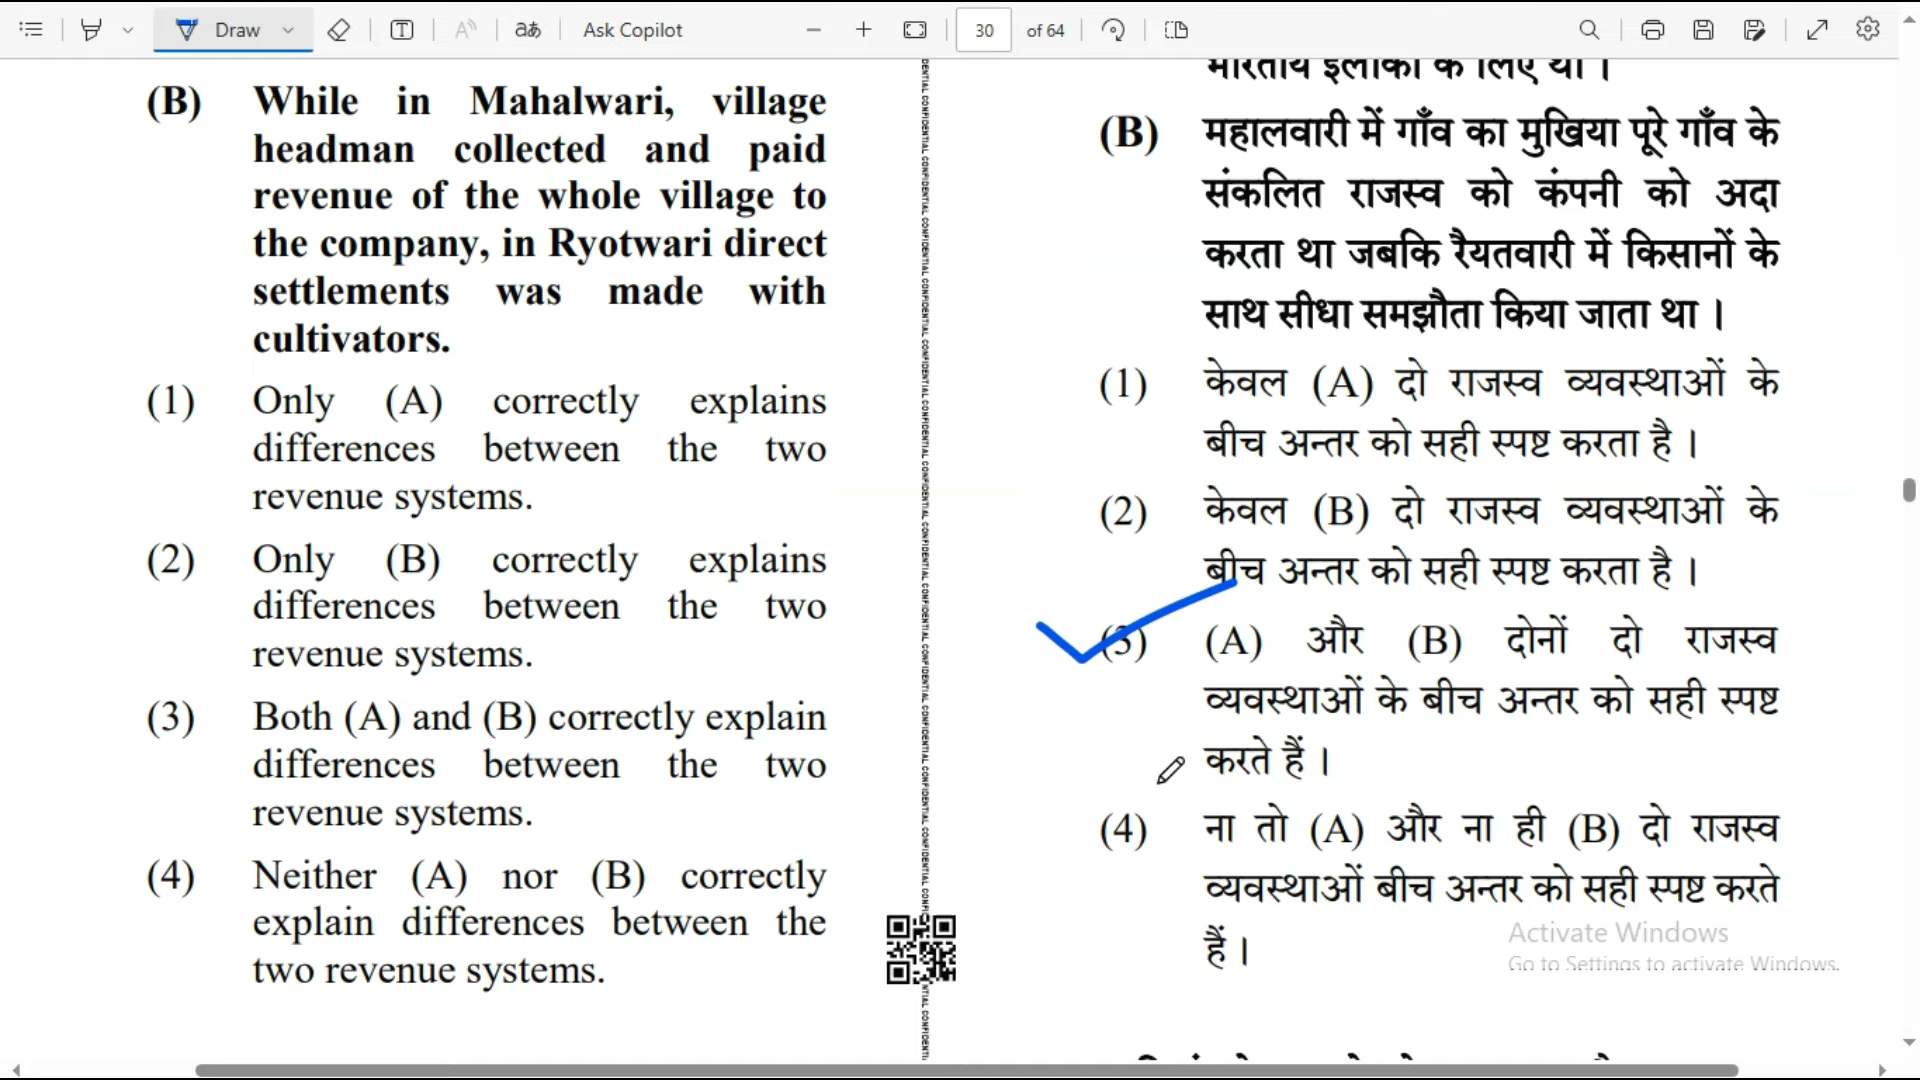 Draw
Ask Copilot
30 of 64
(B) While in Mahalwari, village
headman collected and paid
revenue of the whole village to
the company, in Ryotwari direct
settlements was made with
cultivators.
(1) Only (A) correctly explains
differences between the two
revenue systems.
(2) Only (B) correctly explains
differences between the two
revenue systems.
(3) Both (A) and (B) correctly explain
differences between the two
revenue systems.
(4) Neither (A) nor (B) correctly
explain differences between the
two revenue systems.
भारतीय इलाकों के लिए था ।
(B) महालवारी में गाँव का मुखिया पूरे गाँव के
संकलित राजस्व को कंपनी को अदा
करता था जबकि रैयतवारी में किसानों के
साथ सीधा समझौता किया जाता था ।
(1) केवल (A) दो राजस्व व्यवस्थाओं के
बीच अन्तर को सही स्पष्ट करता है ।
(2) केवल (B) दो राजस्व व्यवस्थाओं के
बीच अन्तर को सही स्पष्ट करता है ।
(3) (A) और (B) दोनों दो राजस्व
व्यवस्थाओं के बीच अन्तर को सही स्पष्ट
करते हैं ।
(4) ना तो (A) और ना ही (B) दो राजस्व
व्यवस्थाओं बीच अन्तर को सही स्पष्ट करते
हैं ।
Activate Windows
Go to Settings to activate Windows.